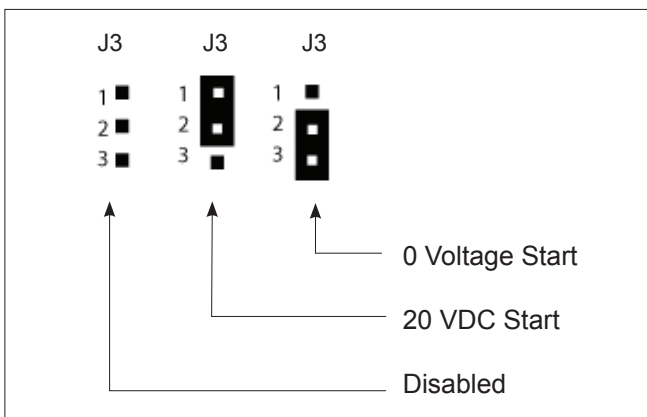 J3 J3 J3
1 1 1
2 2 2
3 3 3
0 Voltage Start
20 VDC Start
Disabled